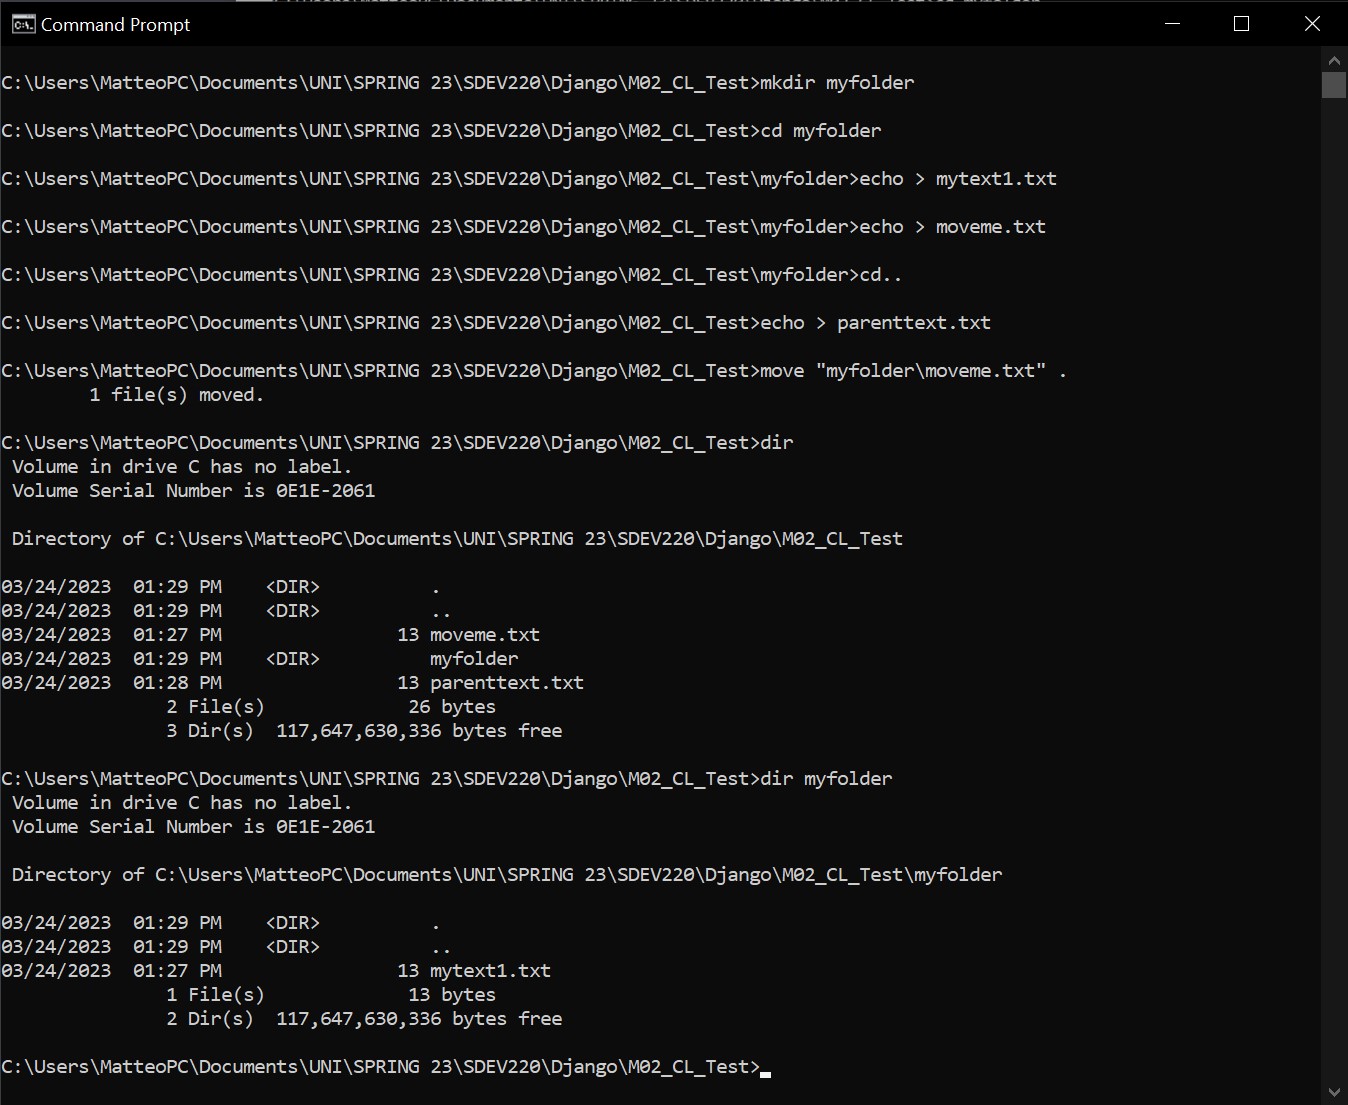 Command Prompt
C:\Users\MatteoPC\Documents\UNI\SPRING 23\SDEV220\Django\M02_CL_Test>mkdir myfolder
C:\Users\MatteoPC\Documents\UNI\SPRING 23\SDEV220\Django\M02_CL_Test>cd myfolder
C:\Users\MatteoPC\Documents\UNI\SPRING 23\SDEV220\Django\M02_CL_Test\myfolder>echo > mytext1.txt
C:\Users\MatteoPC\Documents\UNI\SPRING 23\SDEV220\Django\M02_CL_Test\myfolder>echo > moveme.txt
C:\Users\MatteoPC\Documents\UNI\SPRING 23\SDEV220\Django\M02_CL_Test\myfolder>cd..
C:\Users\MatteoPC\Documents\UNI\SPRING 23\SDEV220\Django\M02_CL_Test>echo > parenttext.txt
C:\Users\MatteoPC\Documents\UNI\SPRING 23\SDEV220\Django\M02_CL_Test>move "myfolder\moveme.txt" .
        1 file(s) moved.
C:\Users\MatteoPC\Documents\UNI\SPRING 23\SDEV220\Django\M02_CL_Test>dir
 Volume in drive C has no label.
 Volume Serial Number is 0E1E-2061
 Directory of C:\Users\MatteoPC\Documents\UNI\SPRING 23\SDEV220\Django\M02_CL_Test
03/24/2023  01:29 PM    <DIR>          .
03/24/2023  01:29 PM    <DIR>          ..
03/24/2023  01:27 PM                13 moveme.txt
03/24/2023  01:29 PM    <DIR>          myfolder
03/24/2023  01:28 PM                13 parenttext.txt
               2 File(s)             26 bytes
               3 Dir(s)  117,647,630,336 bytes free
C:\Users\MatteoPC\Documents\UNI\SPRING 23\SDEV220\Django\M02_CL_Test>dir myfolder
 Volume in drive C has no label.
 Volume Serial Number is 0E1E-2061
 Directory of C:\Users\MatteoPC\Documents\UNI\SPRING 23\SDEV220\Django\M02_CL_Test\myfolder
03/24/2023  01:29 PM    <DIR>          .
03/24/2023  01:29 PM    <DIR>          ..
03/24/2023  01:27 PM                13 mytext1.txt
               1 File(s)             13 bytes
               2 Dir(s)  117,647,630,336 bytes free
C:\Users\MatteoPC\Documents\UNI\SPRING 23\SDEV220\Django\M02_CL_Test>